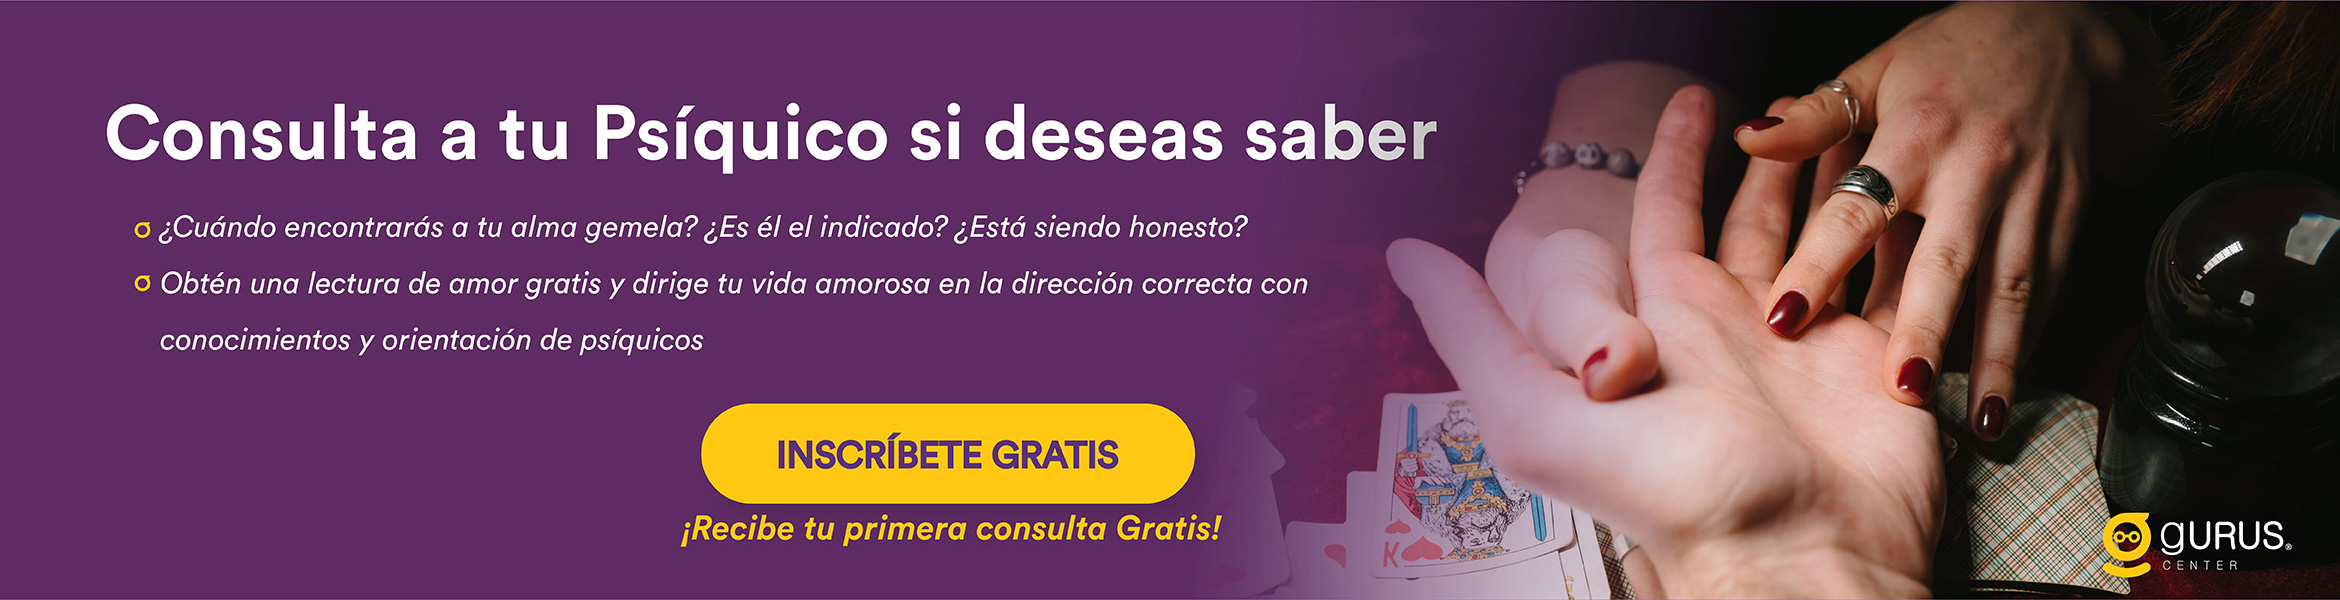 Consulta a tu Psíquico si deseas saber
¿Cuándo encontrarás a tu alma gemela? ¿Es él el indicado? ¿Está siendo honesto?
Obtén una lectura de amor gratis y dirige tu vida amorosa en la dirección correcta con
conocimientos y orientación de psíquicos
INSCRÍBETE GRATIS
¡Recibe tu primera consulta Gratis!
K
gURUS®
CENTER